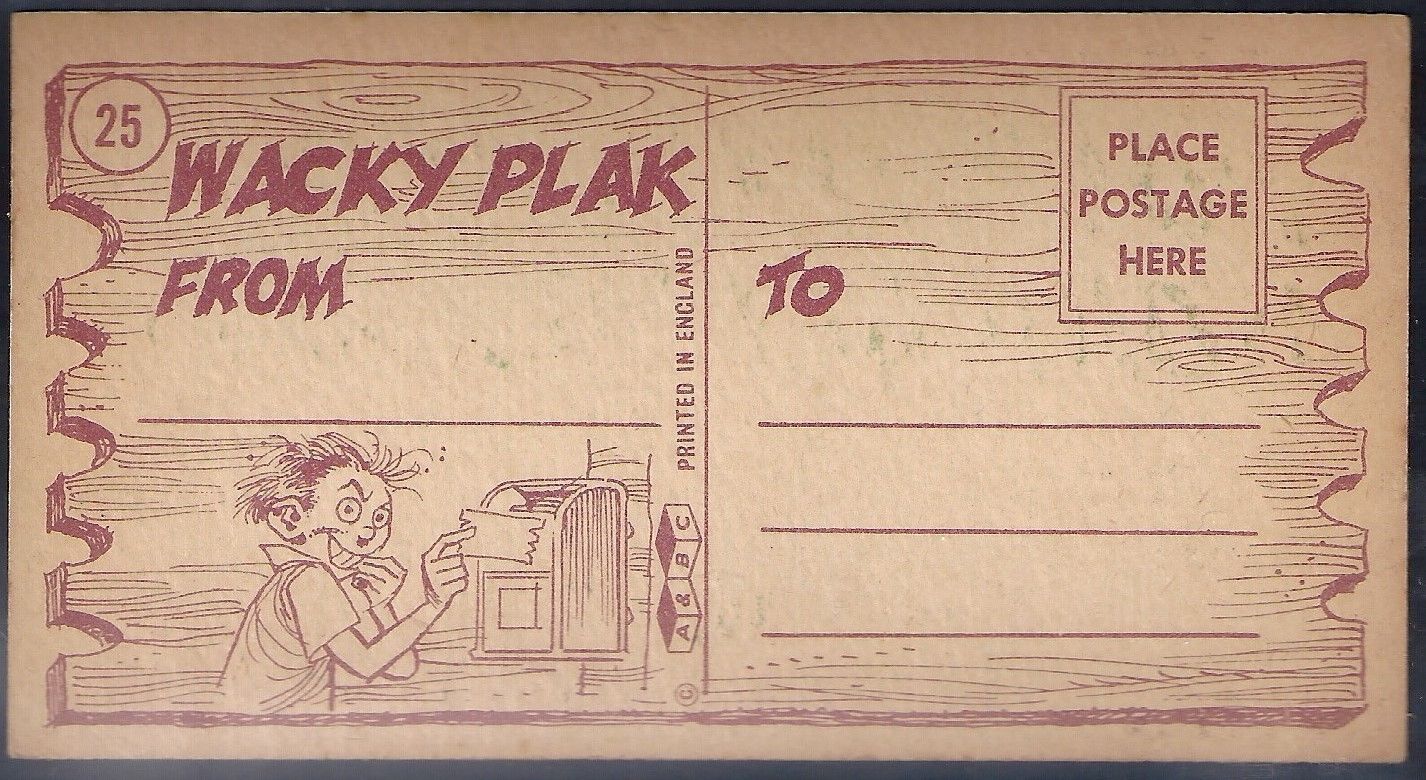 25
WACKY PLAK
FROM
PRINTED IN ENGLAND
A & B C
©
TO
PLACE
POSTAGE
HERE